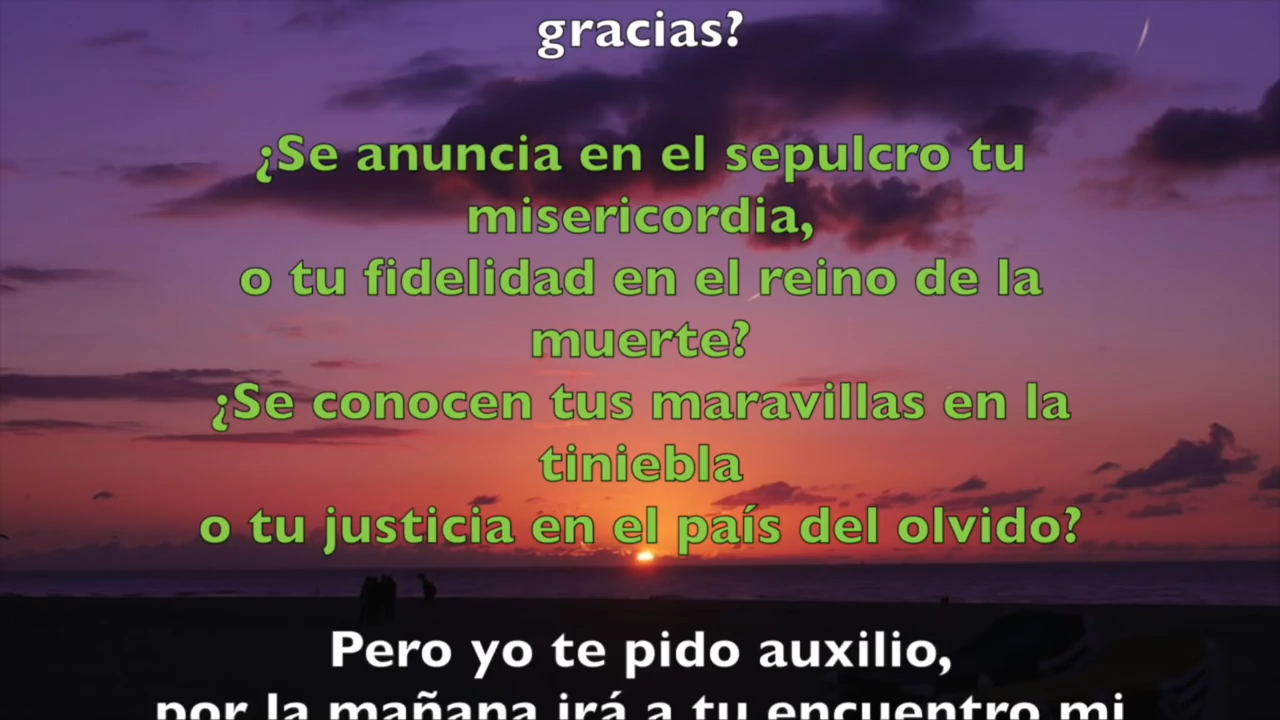 gracias?
¿Se anuncia en el sepulcro tu
misericordia,
o tu fidelidad en el reino de la
muerte?
¿Se conocen tus maravillas en la
tiniebla
o tu justicia en el país del olvido?
Pero yo te pido auxilio,
por la mañana irá a tu encuentro mi